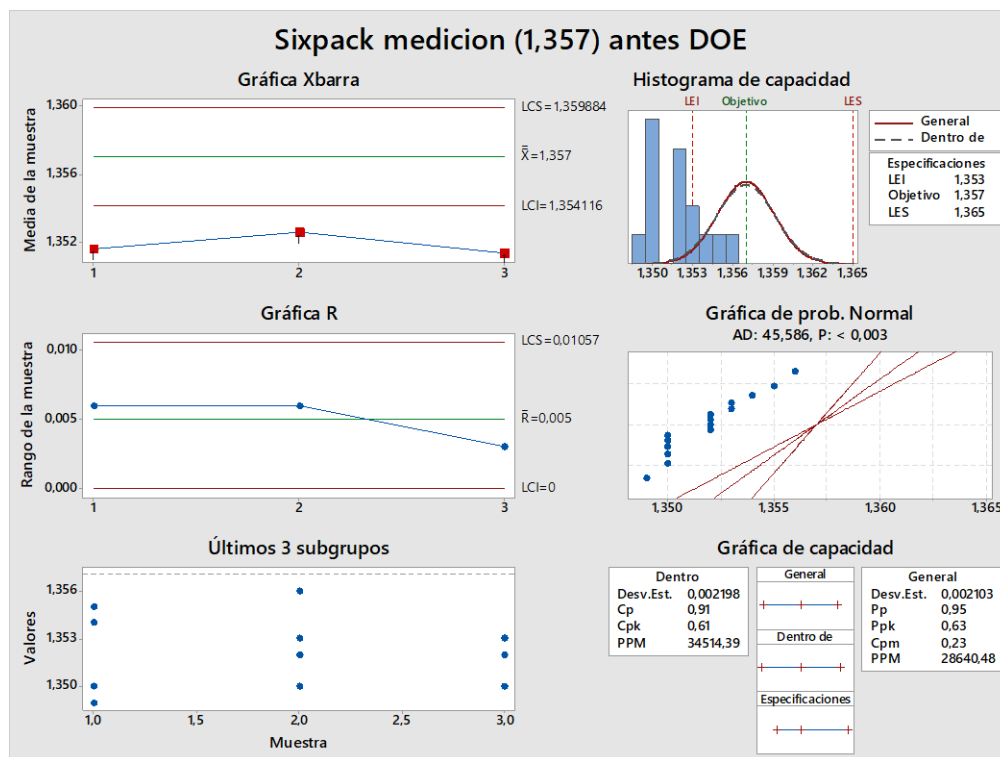 Sixpack medicion (1,357) antes DOE
Gráfica Xbarra
Media de la muestra
1,360
1,356
1,352
1
2
3
LCS=1,359884
X̿=1,357
LCI=1,354116
Histograma de capacidad
LEI
Objetivo
LES
1,350
1,353
1,356
1,359
1,362
1,365
General
Dentro de
Especificaciones
LEI 1,353
Objetivo 1,357
LES 1,365
Gráfica R
Rango de la muestra
0,010
0,005
0,000
1
2
3
LCS=0,01057
R̅=0,005
LCI=0
Gráfica de prob. Normal
AD: 45,586, P: < 0,003
1,350
1,355
1,360
1,365
Últimos 3 subgrupos
Valores
1,356
1,353
1,350
1,0
1,5
2,0
2,5
3,0
Muestra
Gráfica de capacidad
Dentro
Desv.Est. 0,002198
Cp 0,91
Cpk 0,61
PPM 34514,39
General
Dentro de
Especificaciones
General
Desv.Est. 0,002103
Pp 0,95
Ppk 0,63
Cpm 0,23
PPM 28640,48